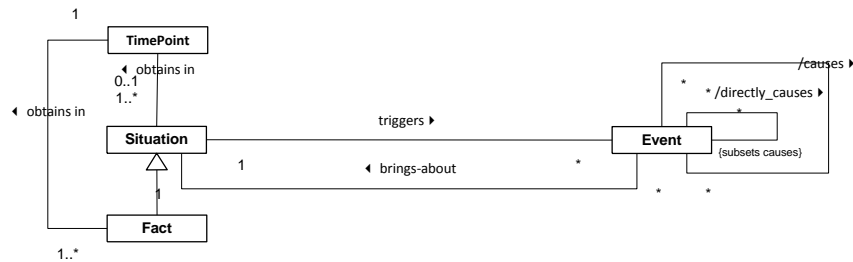 1
TimePoint
◂ obtains in
0..1
1..*
◂ obtains in
/causes ▸
*
* /directly_causes ▸
*
triggers ▸
Situation
Event
{subsets causes}
1
◂ brings-about
*
1
*
*
Fact
1..*